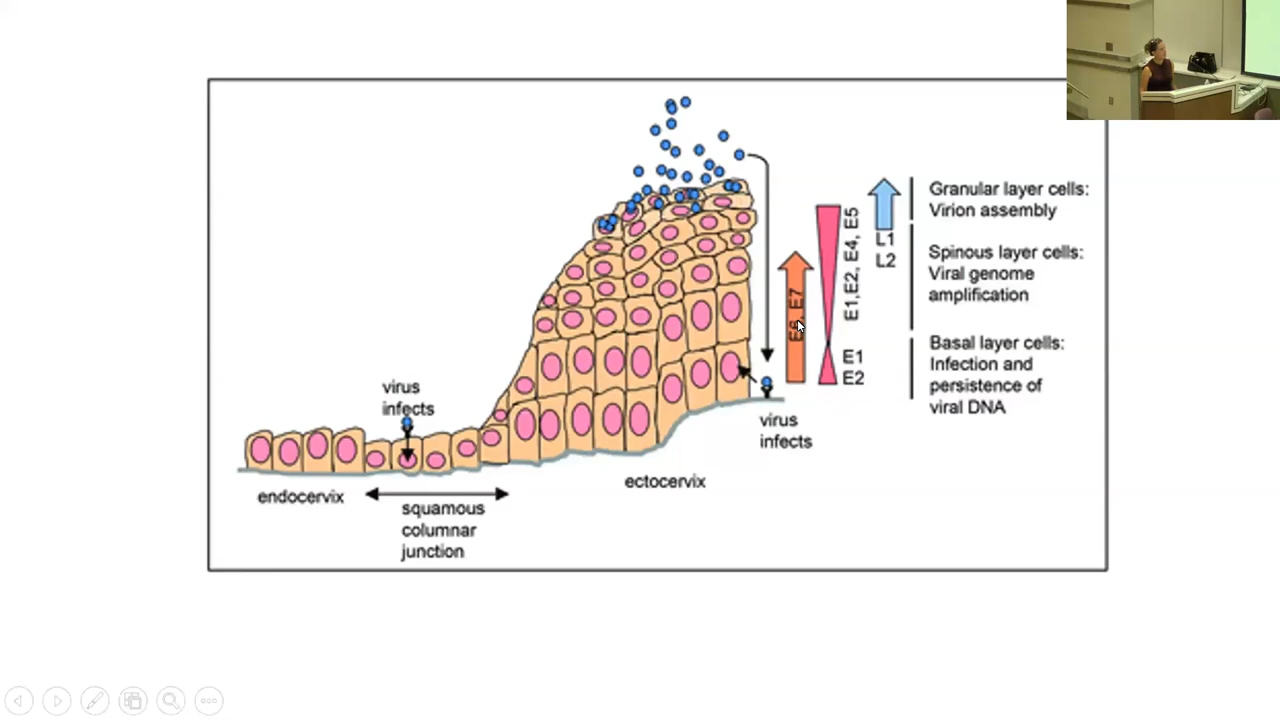 virus
infects
endocervix
squamous
columnar
junction
ectocervix
virus
infects
E6, E7
E1,E2, E4, E5
E1
E2
L1
L2
Granular layer cells:
Virion assembly
Spinous layer cells:
Viral genome
amplification
Basal layer cells:
Infection and
persistence of
viral DNA